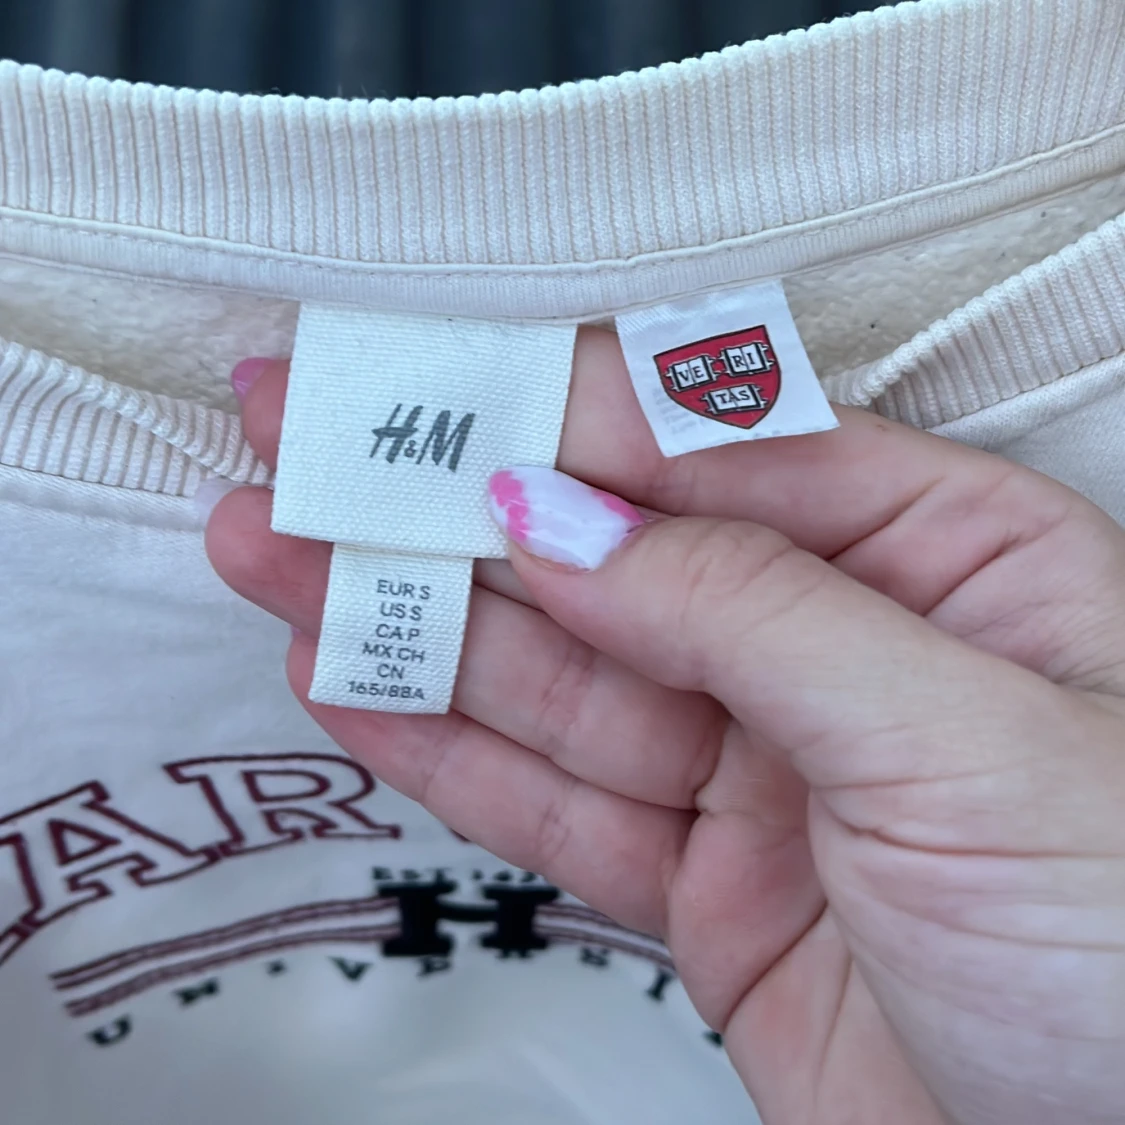 H&M
VE RI
TAS
EUR S
US S
CA P
MX CH
CN
165/88A
AR
H